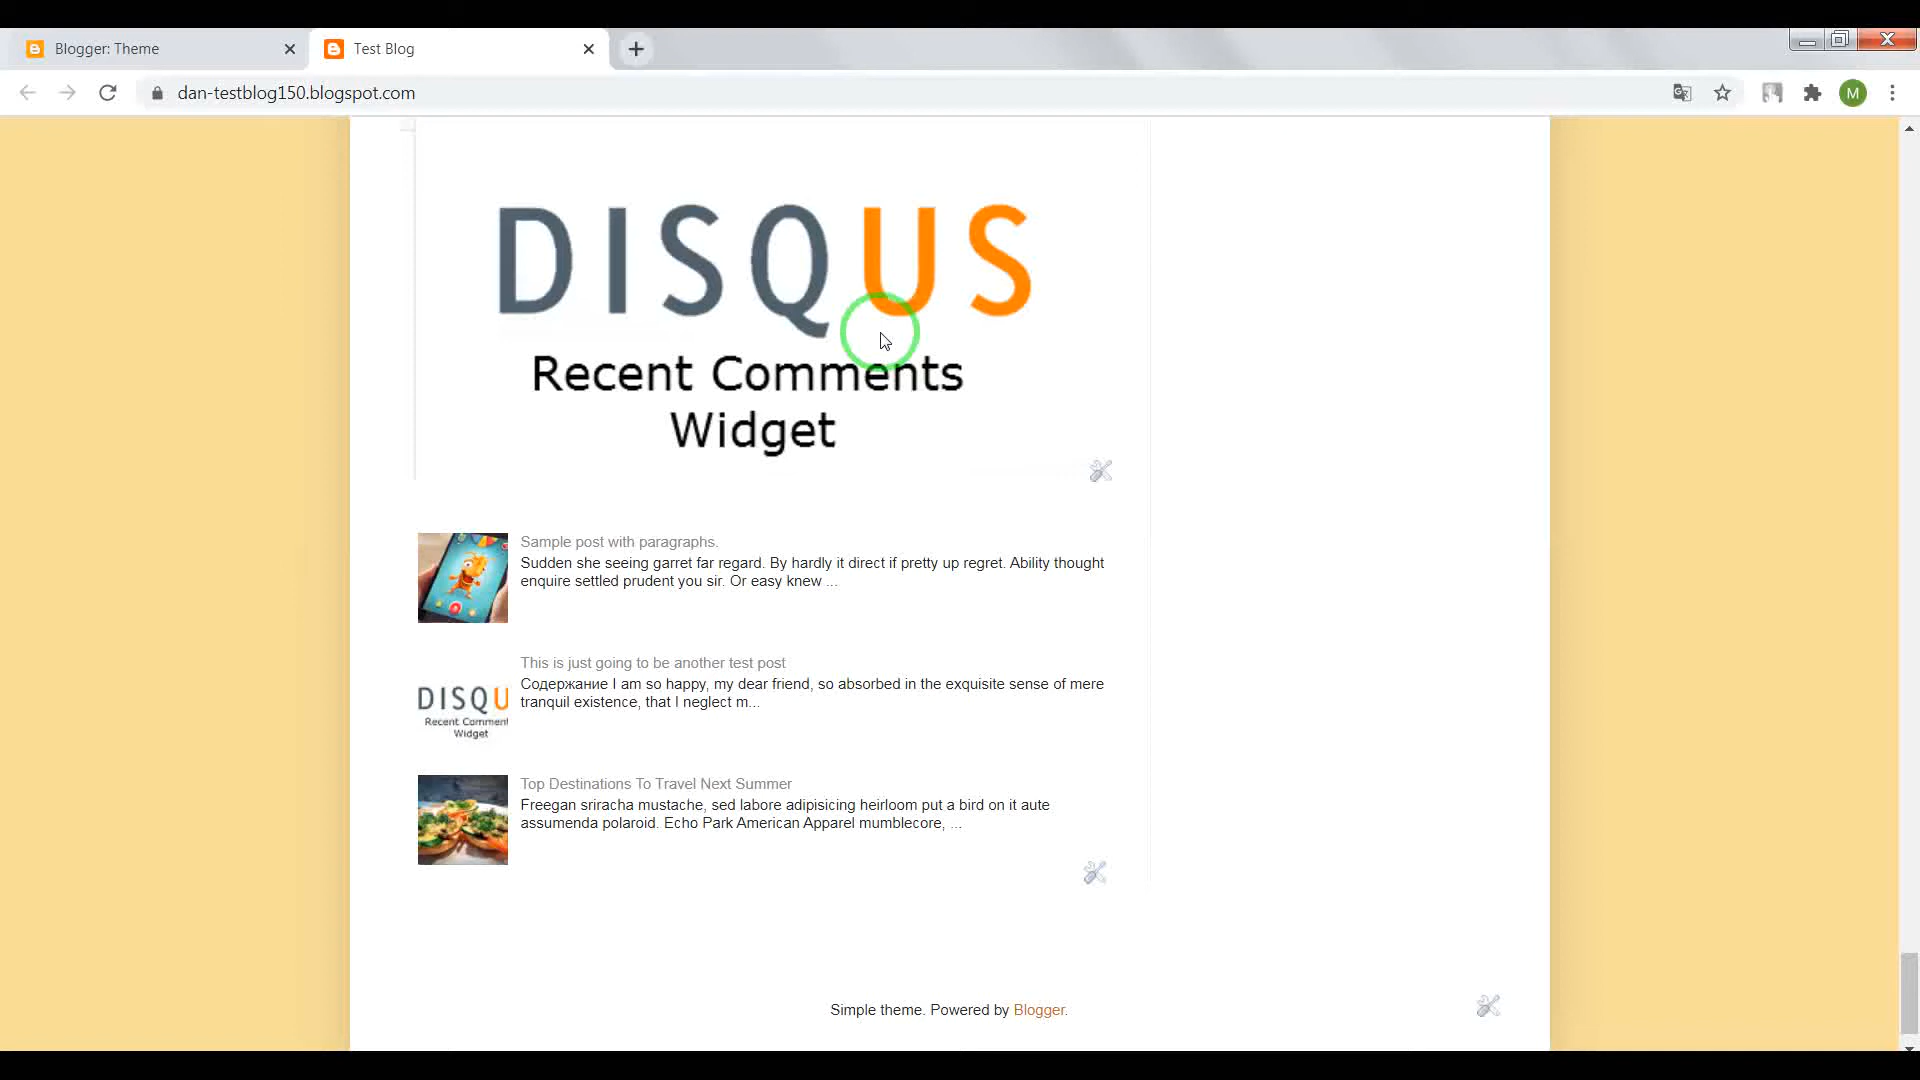 Blogger: Theme
Test Blog
dan-testblog150.blogspot.com
M
DISQUS
Recent Comments
Widget
Sample post with paragraphs.
Sudden she seeing garret far regard. By hardly it direct if pretty up regret. Ability thought
enquire settled prudent you sir. Or easy knew ...
This is just going to be another test post
Содержание I am so happy, my dear friend, so absorbed in the exquisite sense of mere
tranquil existence, that I neglect m...
DISQU
Recent Commen
Widget
Top Destinations To Travel Next Summer
Freegan sriracha mustache, sed labore adipisicing heirloom put a bird on it aute
assumenda polaroid. Echo Park American Apparel mumblecore, ...
Simple theme. Powered by Blogger.